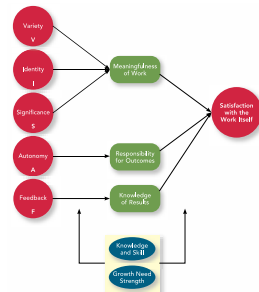 Variety
V
Identity
I
Significance
S
Autonomy
A
Feedback
F
Meaningfulness
of Work
Responsibility
for Outcomes
Knowledge
of Results
Satisfaction
with the
Work Itself
Knowledge
and Skill
Growth Need
Strength